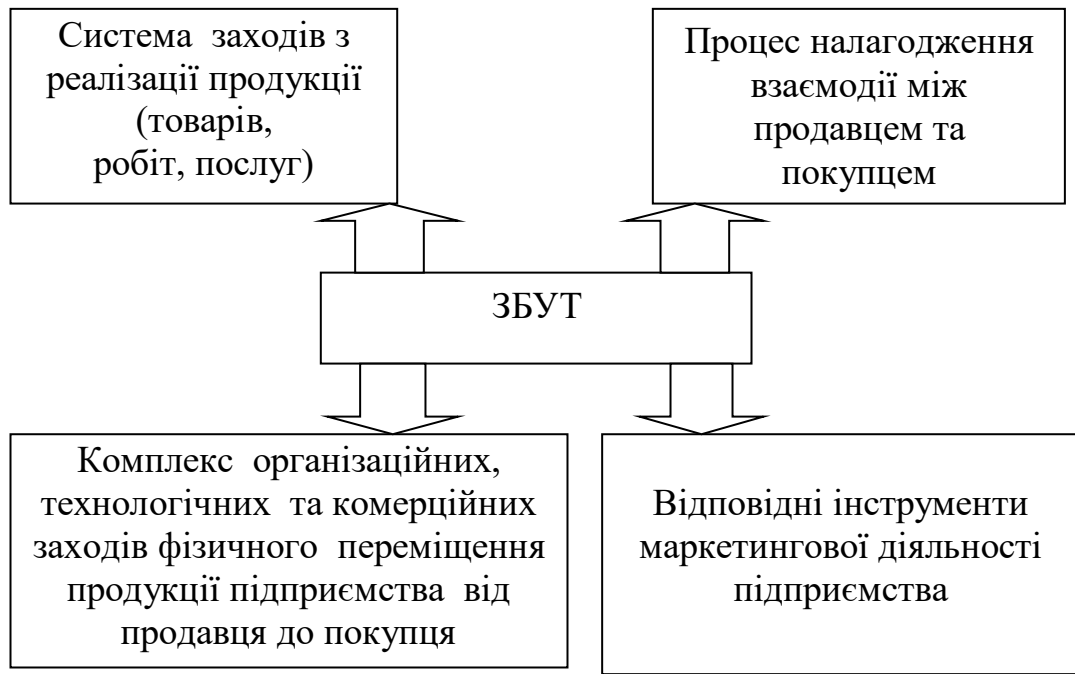 Система заходів з
реалізації продукції
(товарів,
робіт, послуг)
Процес налагодження
взаємодії між
продавцем та
покупцем
ЗБУТ
Комплекс організаційних,
технологічних та комерційних
заходів фізичного переміщення
продукції підприємства від
продавця до покупця
Відповідні інструменти
маркетингової діяльності
підприємства